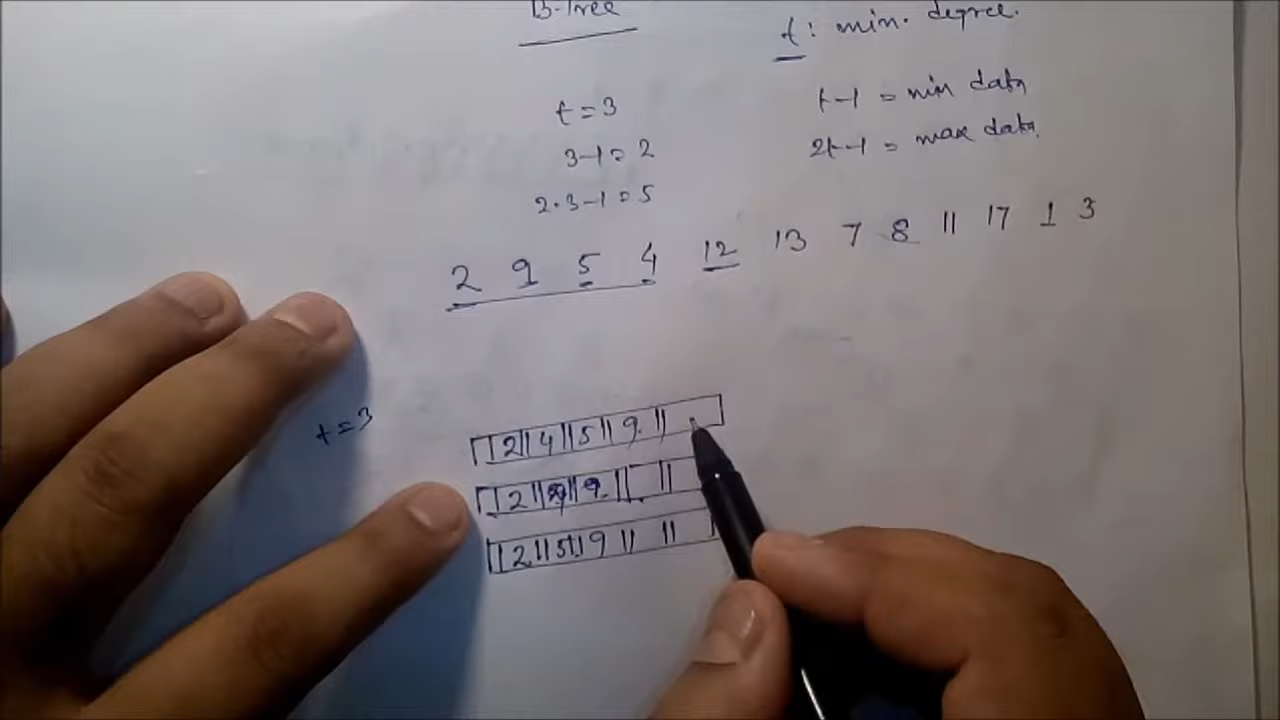 B-Tree
t : min. degree.
t = 3
t-1 = min data
3-1 = 2
2t-1 = max data.
2·3-1 = 5
2 9 5 4 12 13 7 8 11 17 1 3
t = 3
2 4 5 9
2 9
2 5 9